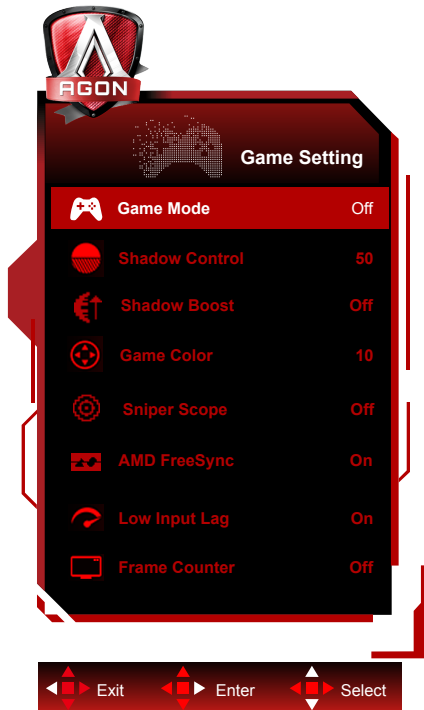 AGON
Game Setting
Game Mode Off
Shadow Control 50
Shadow Boost Off
Game Color 10
Sniper Scope Off
AMD FreeSync On
Low Input Lag On
Frame Counter Off
Exit Enter Select